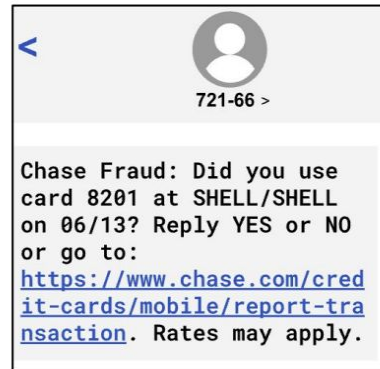 <
721-66 >
Chase Fraud: Did you use
card 8201 at SHELL/SHELL
on 06/13? Reply YES or NO
or go to:
https://www.chase.com/cred
it-cards/mobile/report-tra
nsaction. Rates may apply.